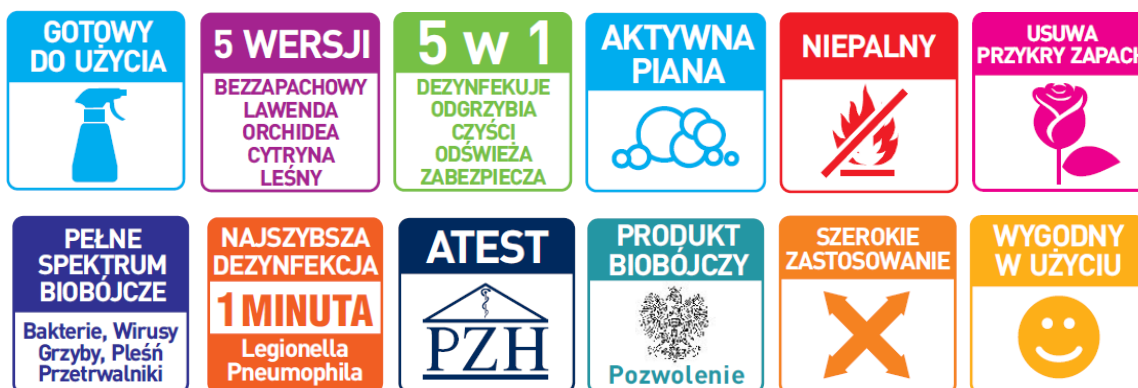 GOTOWY
DO UŻYCIA
5 WERSJI
BEZZAPACHOWY
LAWENDA
ORCHIDEA
CYTRYNA
LEŚNY
5 w 1
DEZYNFEKUJE
ODGRZYBIA
CZYŚCI
ODŚWIEŻA
ZABEZPIECZA
AKTYWNA
PIANA
NIEPALNY
USUWA
PRZYKRY ZAPACH
PEŁNE
SPEKTRUM
BIOBÓJCZE
Bakterie, Wirusy
Grzyby, Pleśń
Przetrwalniki
NAJSZYBSZA
DEZYNFEKCJA
1 MINUTA
Legionella
Pneumophila
ATEST
PZH
PRODUKT
BIOBÓJCZY
Pozwolenie
SZEROKIE
ZASTOSOWANIE
WYGODNY
W UŻYCIU